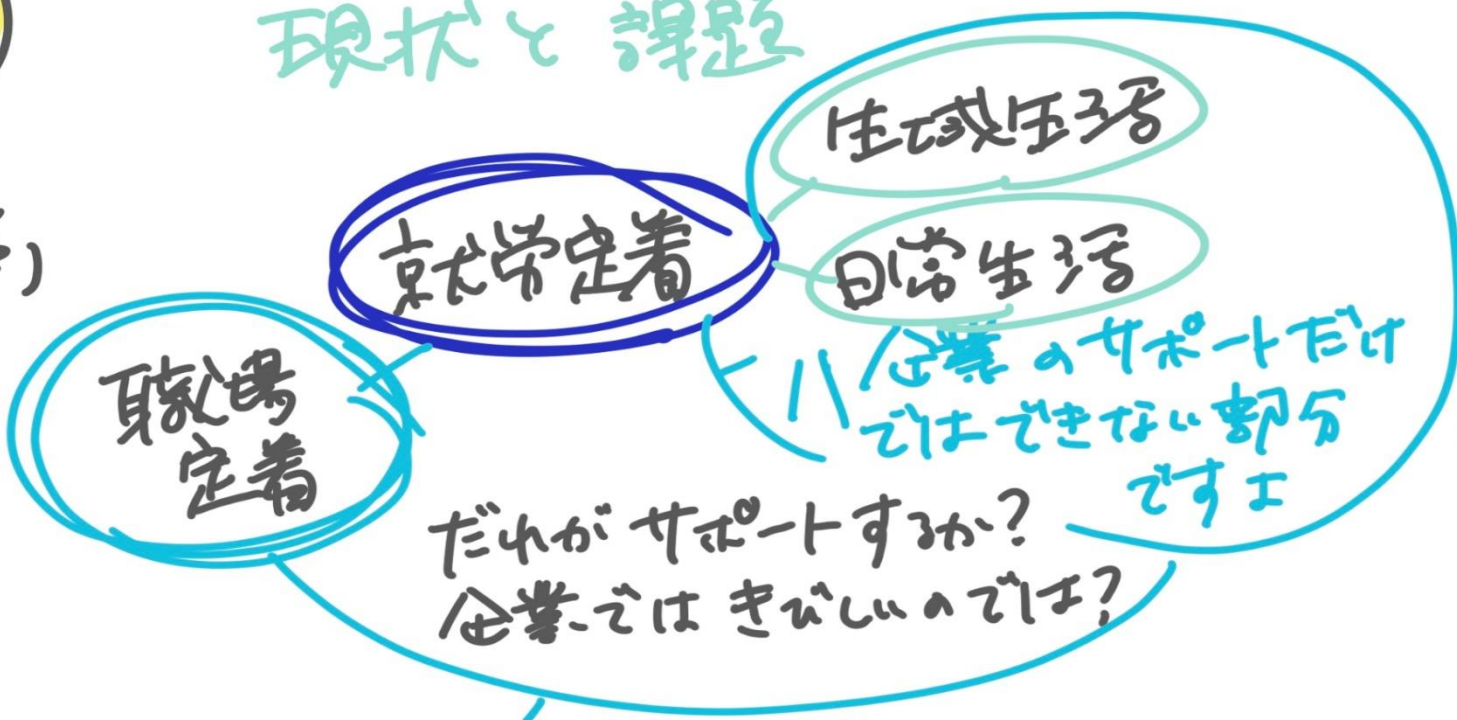 現状と課題
生域生活
就労定着
日常生活
職場
定着
企業のサポートだけ
ではできない部分
ですよ
だれがサポートするか?
企業ではきびしいのでは?